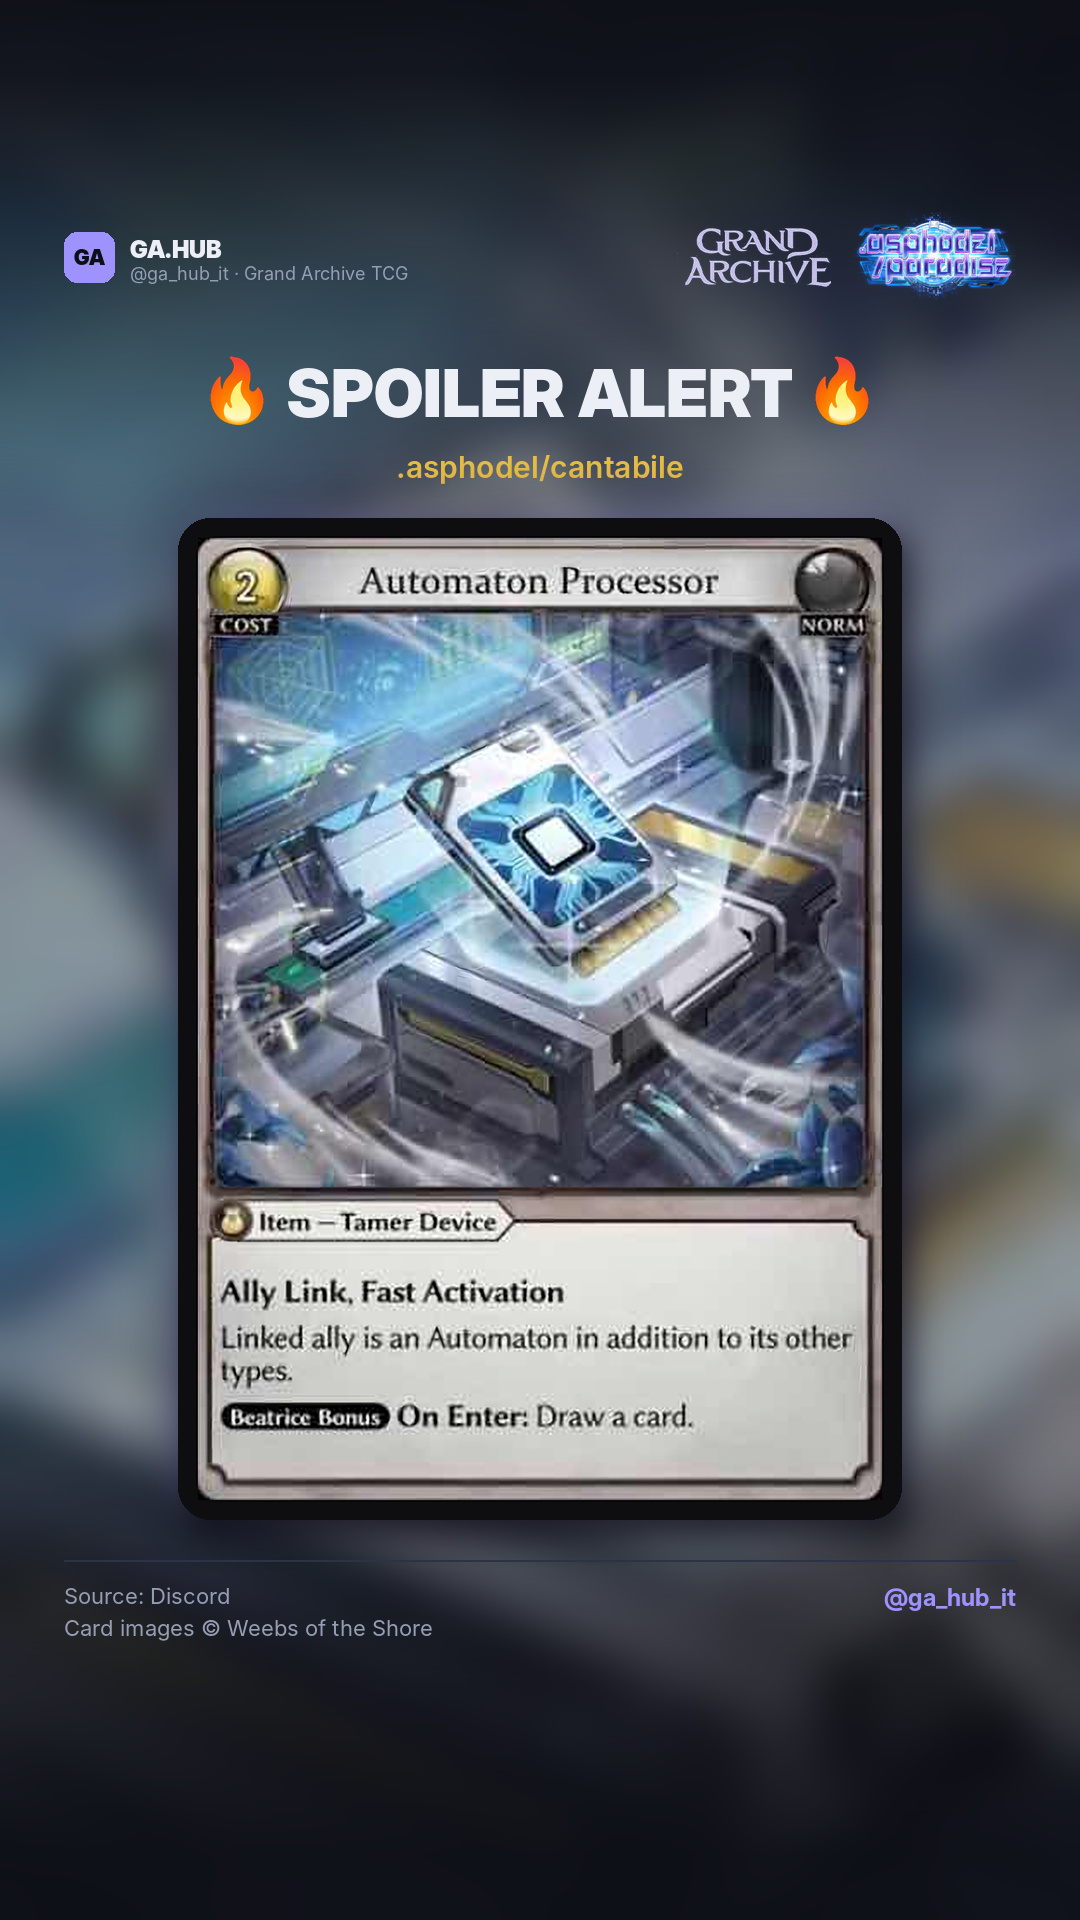 GA
GA.HUB
@ga_hub_it · Grand Archive TCG
GRAND
ARCHIVE
.asphodel
/paradise
🔥 SPOILER ALERT 🔥
.asphodel/cantabile
2
COST
Automaton Processor
NORM
Item — Tamer Device
Ally Link, Fast Activation
Linked ally is an Automaton in addition to its other
types.
Beatrice Bonus On Enter: Draw a card.
Source: Discord
Card images © Weebs of the Shore
@ga_hub_it